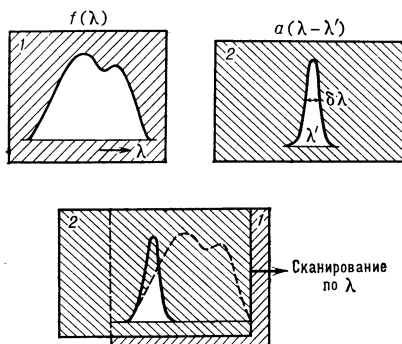 f(λ)
a(λ−λ′)
1
2
δλ
λ′
λ
2
1
Сканирование
по λ